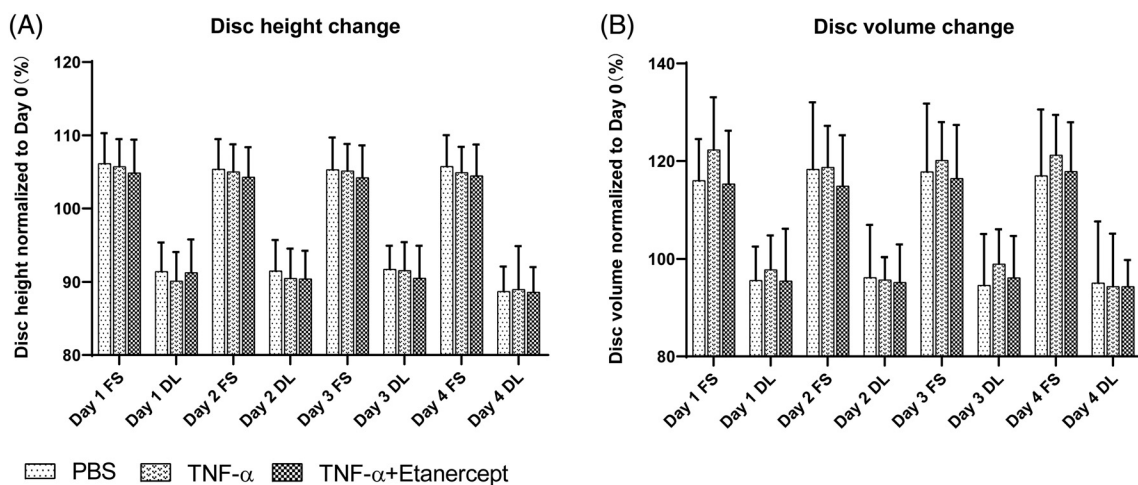 (A)
Disc height change
Disc height normalized to Day 0(%)
120
110
100
90
80
Day 1 FS
Day 1 DL
Day 2 FS
Day 2 DL
Day 3 FS
Day 3 DL
Day 4 FS
Day 4 DL
(B)
Disc volume change
Disc volume normalized to Day 0(%)
140
120
100
80
Day 1 FS
Day 1 DL
Day 2 FS
Day 2 DL
Day 3 FS
Day 3 DL
Day 4 FS
Day 4 DL
PBS TNF-α TNF-α+Etanercept